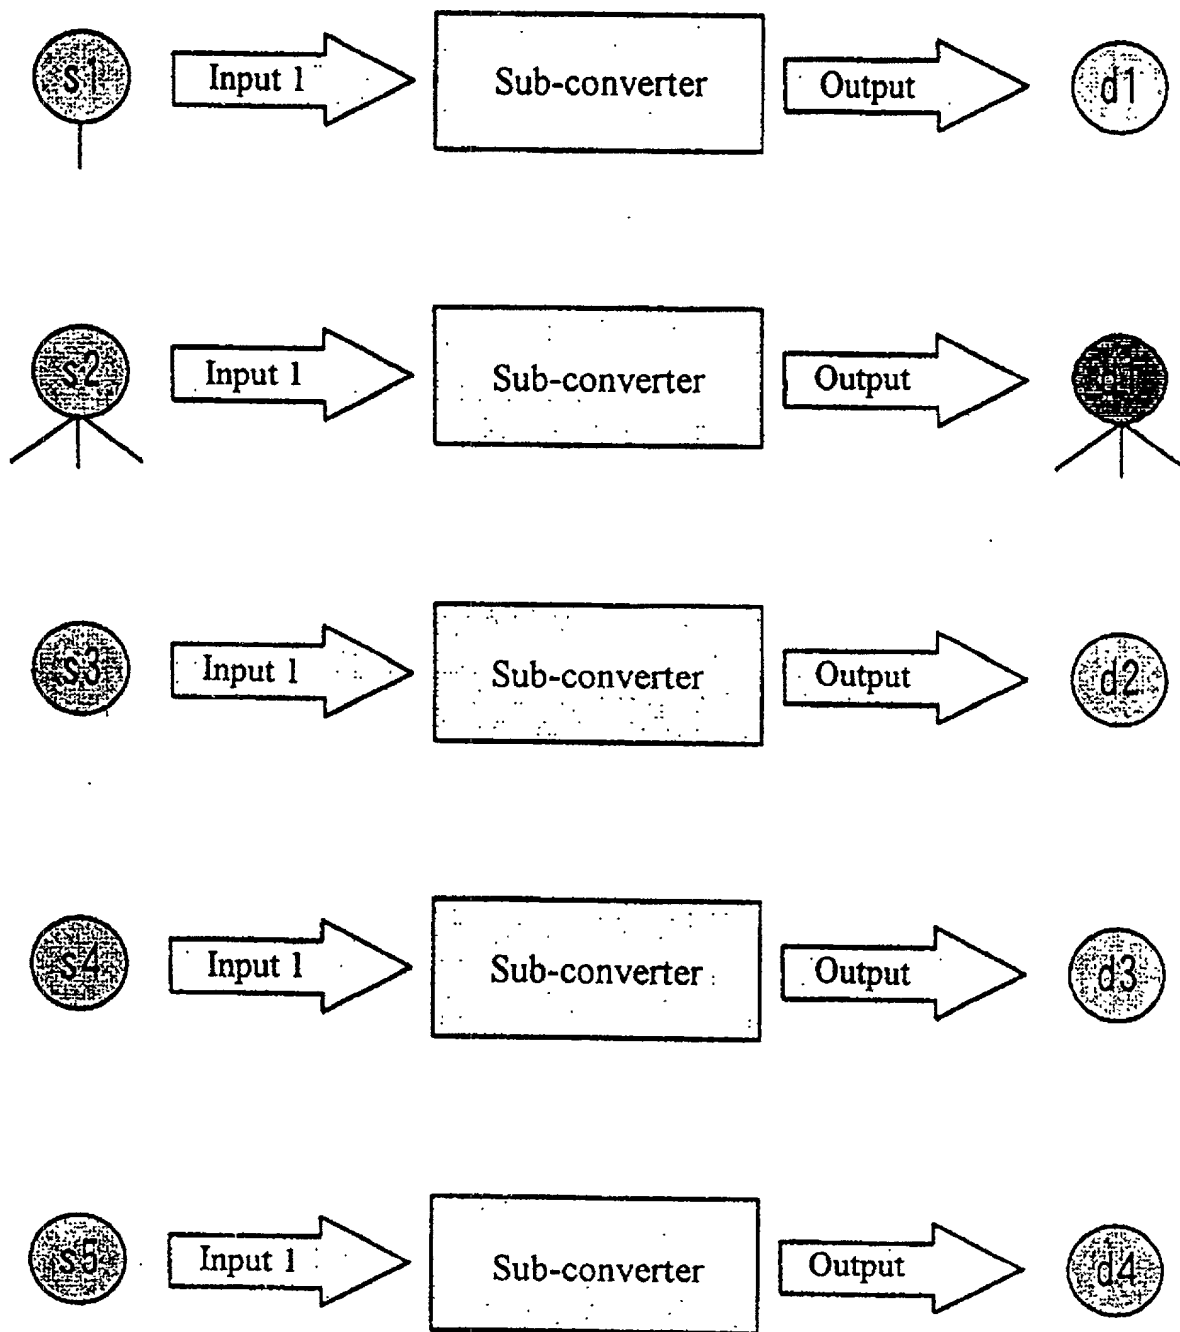 s1 Input 1 Sub-converter Output d1
s2 Input 1 Sub-converter Output
s3 Input 1 Sub-converter Output d2
s4 Input 1 Sub-converter Output d3
s5 Input 1 Sub-converter Output d4